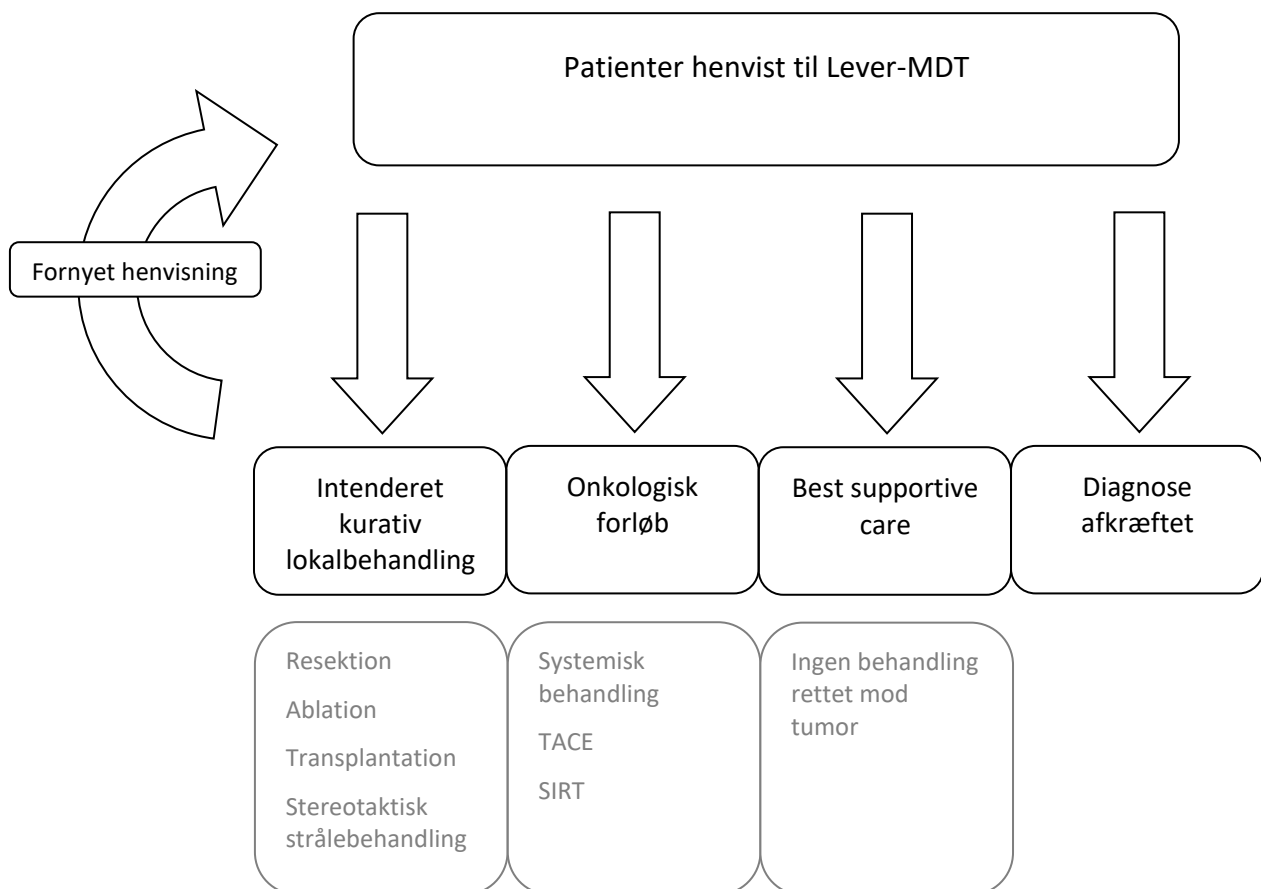 Patienter henvist til Lever-MDT
Fornyet henvisning
Intenderet
kurativ
lokalbehandling
Onkologisk
forløb
Best supportive
care
Diagnose
afkræftet
Resektion
Ablation
Transplantation
Stereotaktisk
strålebehandling
Systemisk
behandling
TACE
SIRT
Ingen behandling
rettet mod
tumor